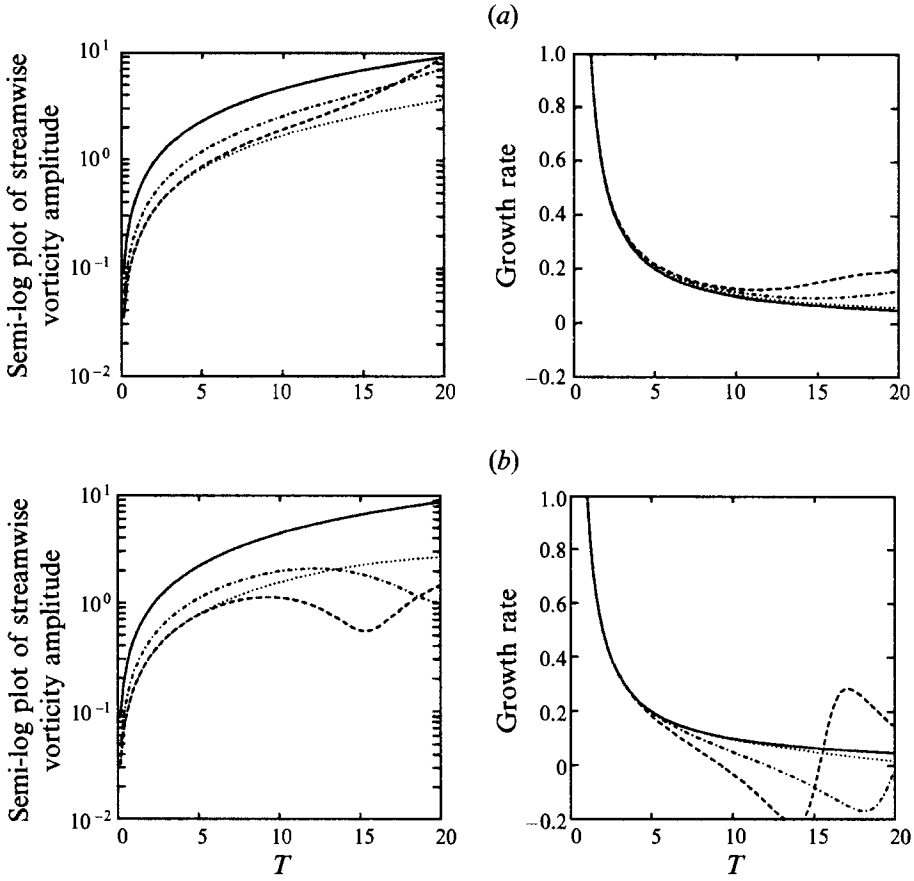 (a)
Semi-log plot of streamwise
vorticity amplitude
10^1
10^0
10^{-1}
10^{-2}
0 5 10 15 20
Growth rate
1.0
0.8
0.6
0.4
0.2
0
−0.2
0 5 10 15 20
(b)
Semi-log plot of streamwise
vorticity amplitude
10^1
10^0
10^{-1}
10^{-2}
0 5 10 15 20
T
Growth rate
1.0
0.8
0.6
0.4
0.2
0
−0.2
0 5 10 15 20
T